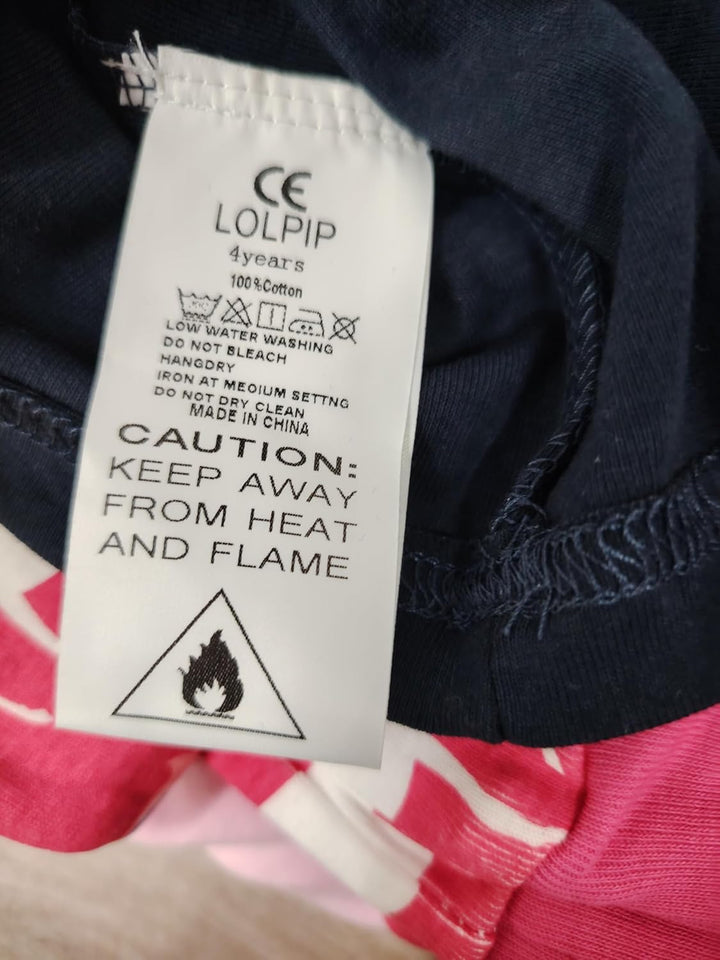 CE
LOLPIP
4years
100%Cotton
LOW WATER WASHING
DO NOT BLEACH
HANGDRY
IRON AT MEOIUM SETTNG
DO NOT DRY CLEAN
MADE IN CHINA
CAUTION:
KEEP AWAY
FROM HEAT
AND FLAME